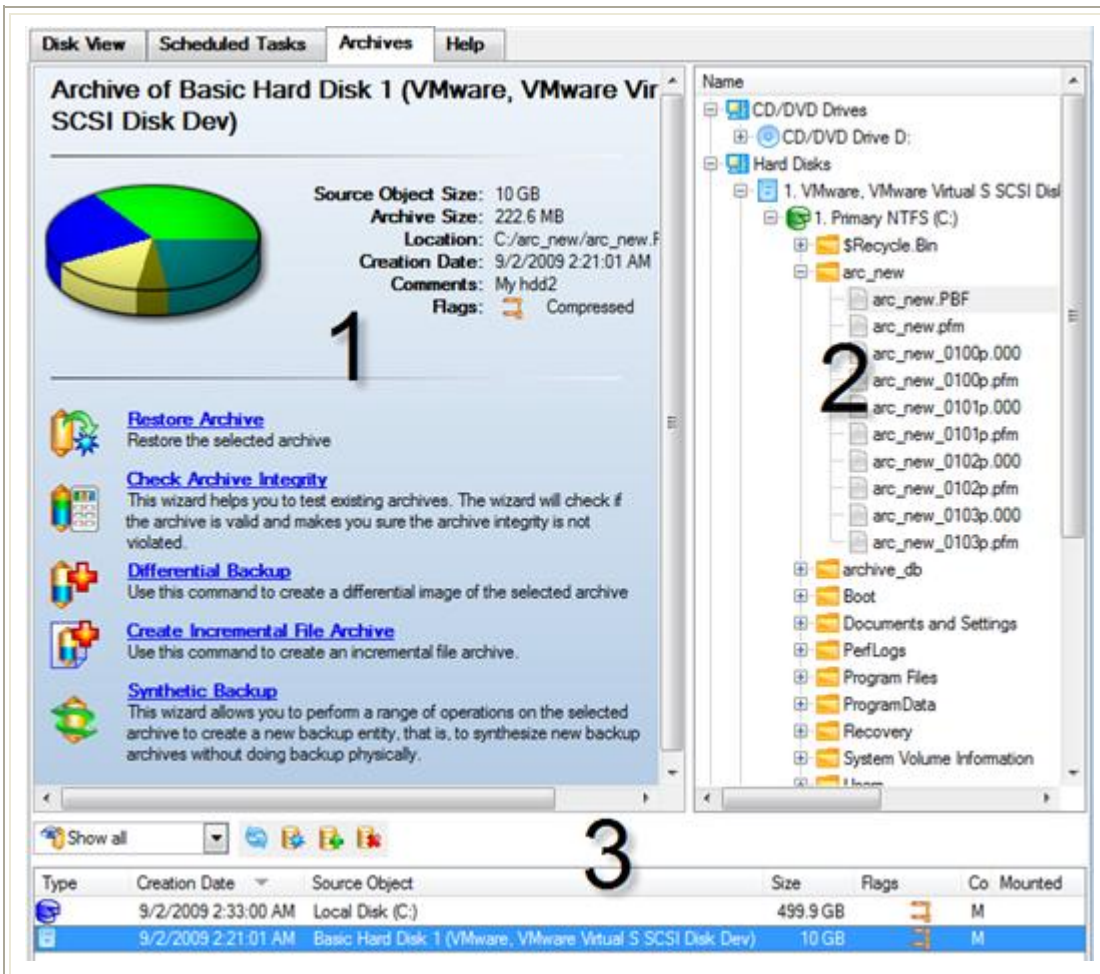 Disk View Scheduled Tasks Archives Help
Archive of Basic Hard Disk 1 (VMware, VMware Vir
SCSI Disk Dev)
Source Object Size: 10 GB
Archive Size: 222.6 MB
Location: C:/arc_new/arc_new.F
Creation Date: 9/2/2009 2:21:01 AM
Comments: My hdd2
Flags: Compressed
1
Restore Archive
Restore the selected archive
Check Archive Integrity
This wizard helps you to test existing archives. The wizard will check if
the archive is valid and makes you sure the archive integrity is not
violated.
Differential Backup
Use this command to create a differential image of the selected archive
Create Incremental File Archive
Use this command to create an incremental file archive.
Synthetic Backup
This wizard allows you to perform a range of operations on the selected
archive to create a new backup entity, that is, to synthesize new backup
archives without doing backup physically.
Name
CD/DVD Drives
CD/DVD Drive D:
Hard Disks
1. VMware, VMware Virtual S SCSI Disl
1. Primary NTFS (C:)
$Recycle.Bin
arc_new
arc_new.PBF
arc_new.pfm
arc_new_0100p.000
2
arc_new_0100p.pfm
arc_new_0101p.000
arc_new_0101p.pfm
arc_new_0102p.000
arc_new_0102p.pfm
arc_new_0103p.000
arc_new_0103p.pfm
archive_db
Boot
Documents and Settings
PerfLogs
Program Files
ProgramData
Recovery
System Volume Information
Users
Show all
3
Type Creation Date Source Object Size Flags Co Mounted
9/2/2009 2:33:00 AM Local Disk (C:) 499.9 GB M
9/2/2009 2:21:01 AM Basic Hard Disk 1 (VMware, VMware Virtual S SCSI Disk Dev) 10 GB M